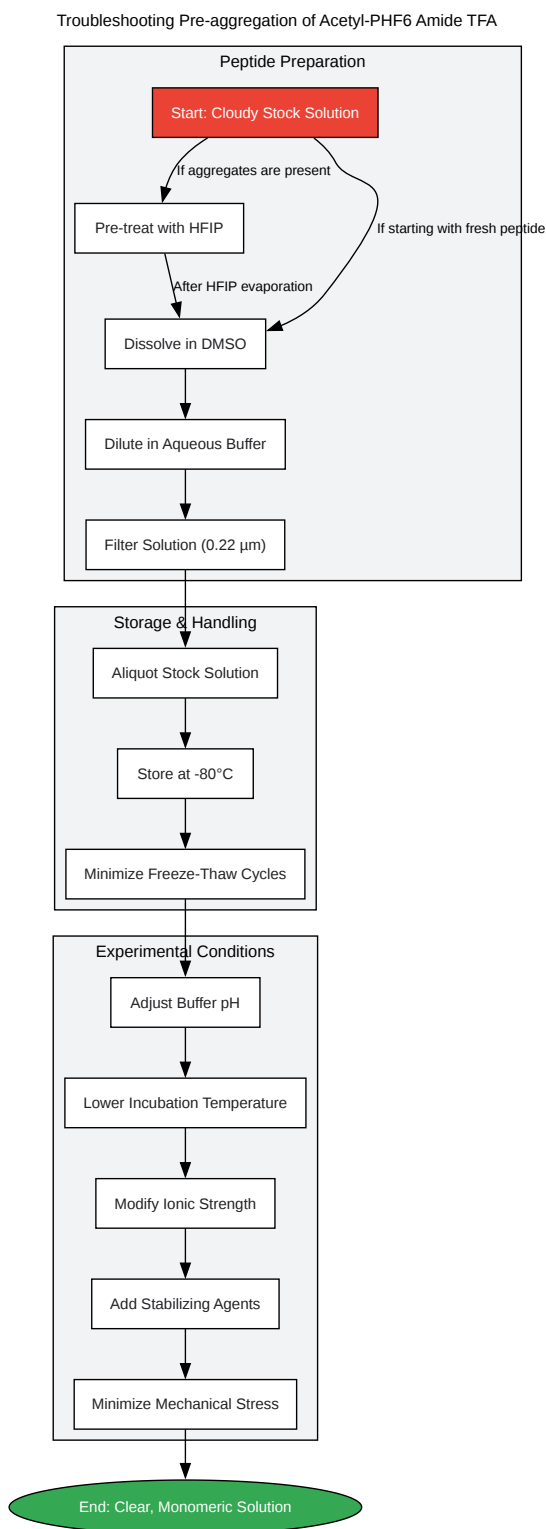 Troubleshooting Pre-aggregation of Acetyl-PHF6 Amide TFA
Peptide Preparation
Start: Cloudy Stock Solution
If aggregates are present
Pre-treat with HFIP
If starting with fresh peptide
After HFIP evaporation
Dissolve in DMSO
Dilute in Aqueous Buffer
Filter Solution (0.22 µm)
Storage & Handling
Aliquot Stock Solution
Store at -80°C
Minimize Freeze-Thaw Cycles
Experimental Conditions
Adjust Buffer pH
Lower Incubation Temperature
Modify Ionic Strength
Add Stabilizing Agents
Minimize Mechanical Stress
End: Clear, Monomeric Solution